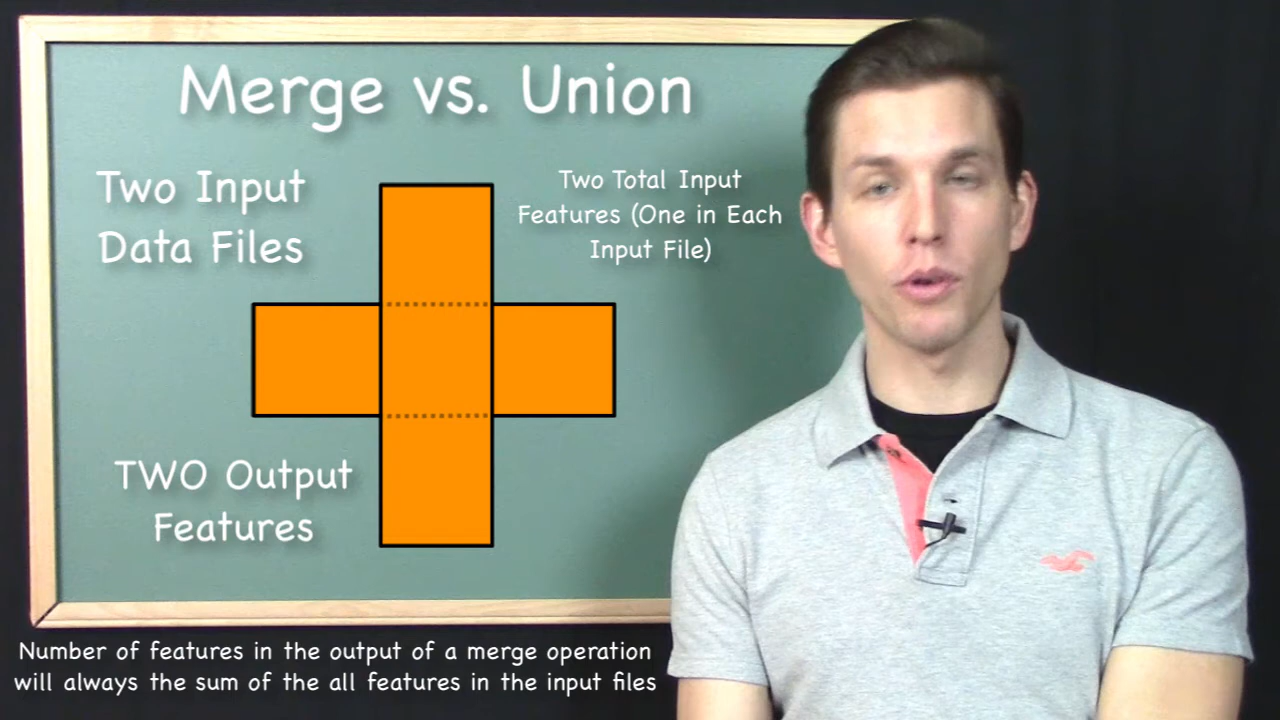 Merge vs. Union
Two Input
Data Files
Two Total Input
Features (One in Each
Input File)
TWO Output
Features
Number of features in the output of a merge operation
will always the sum of the all features in the input files